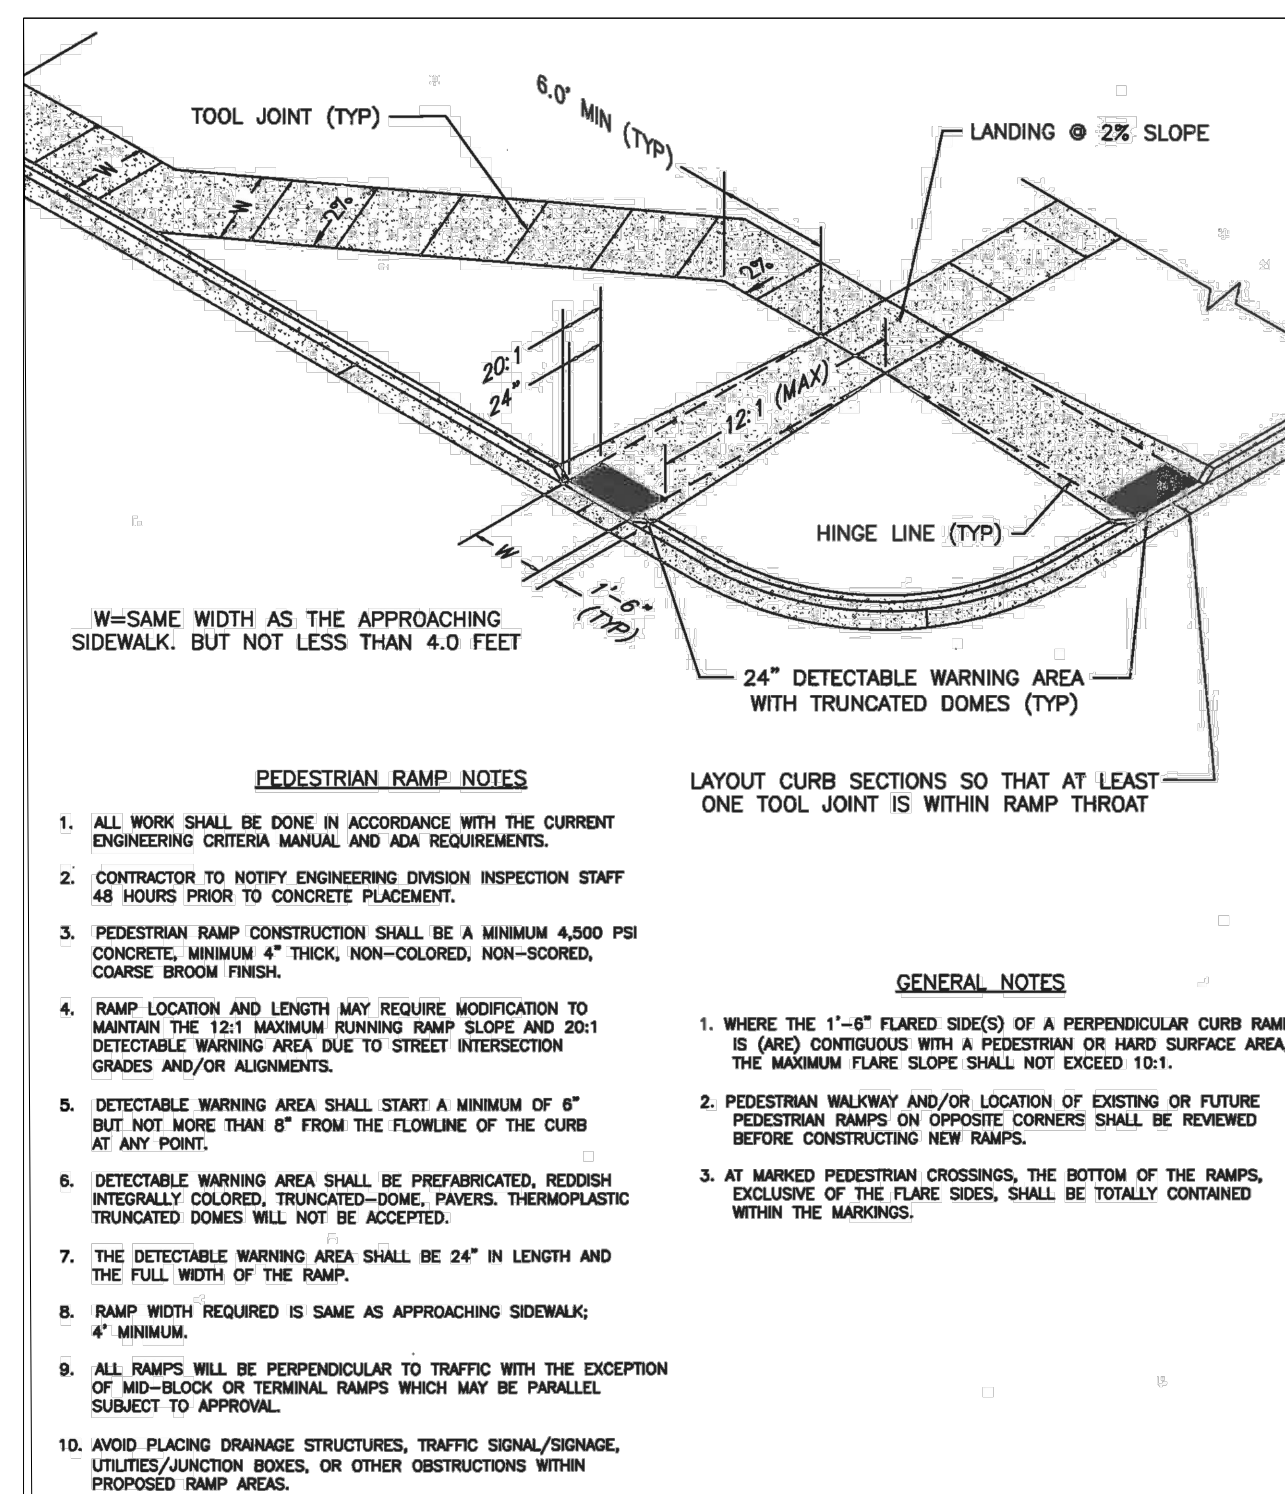 6.0' MIN (TYP)
TOOL JOINT (TYP)
LANDING @ 2% SLOPE
W
W
2%
2%
20:1
24"
12:1 (MAX)
HINGE LINE (TYP)
W
1'-6"
(TYP)
W=SAME WIDTH AS THE APPROACHING
SIDEWALK. BUT NOT LESS THAN 4.0 FEET
24" DETECTABLE WARNING AREA
WITH TRUNCATED DOMES (TYP)
LAYOUT CURB SECTIONS SO THAT AT LEAST
ONE TOOL JOINT IS WITHIN RAMP THROAT
PEDESTRIAN RAMP NOTES
1. ALL WORK SHALL BE DONE IN ACCORDANCE WITH THE CURRENT
ENGINEERING CRITERIA MANUAL AND ADA REQUIREMENTS.
2. CONTRACTOR TO NOTIFY ENGINEERING DIVISION INSPECTION STAFF
48 HOURS PRIOR TO CONCRETE PLACEMENT.
3. PEDESTRIAN RAMP CONSTRUCTION SHALL BE A MINIMUM 4,500 PSI
CONCRETE, MINIMUM 4" THICK, NON-COLORED, NON-SCORED,
COARSE BROOM FINISH.
4. RAMP LOCATION AND LENGTH MAY REQUIRE MODIFICATION TO
MAINTAIN THE 12:1 MAXIMUM RUNNING RAMP SLOPE AND 20:1
DETECTABLE WARNING AREA DUE TO STREET INTERSECTION
GRADES AND/OR ALIGNMENTS.
5. DETECTABLE WARNING AREA SHALL START A MINIMUM OF 6"
BUT NOT MORE THAN 8" FROM THE FLOWLINE OF THE CURB
AT ANY POINT.
6. DETECTABLE WARNING AREA SHALL BE PREFABRICATED, REDDISH
INTEGRALLY COLORED, TRUNCATED-DOME, PAVERS. THERMOPLASTIC
TRUNCATED DOMES WILL NOT BE ACCEPTED.
7. THE DETECTABLE WARNING AREA SHALL BE 24" IN LENGTH AND
THE FULL WIDTH OF THE RAMP.
8. RAMP WIDTH REQUIRED IS SAME AS APPROACHING SIDEWALK;
4' MINIMUM.
9. ALL RAMPS WILL BE PERPENDICULAR TO TRAFFIC WITH THE EXCEPTION
OF MID-BLOCK OR TERMINAL RAMPS WHICH MAY BE PARALLEL
SUBJECT TO APPROVAL.
10. AVOID PLACING DRAINAGE STRUCTURES, TRAFFIC SIGNAL/SIGNAGE,
UTILITIES/JUNCTION BOXES, OR OTHER OBSTRUCTIONS WITHIN
PROPOSED RAMP AREAS.
GENERAL NOTES
1. WHERE THE 1'-6" FLARED SIDE(S) OF A PERPENDICULAR CURB RAMP
IS (ARE) CONTIGUOUS WITH A PEDESTRIAN OR HARD SURFACE AREA,
THE MAXIMUM FLARE SLOPE SHALL NOT EXCEED 10:1.
2. PEDESTRIAN WALKWAY AND/OR LOCATION OF EXISTING OR FUTURE
PEDESTRIAN RAMPS ON OPPOSITE CORNERS SHALL BE REVIEWED
BEFORE CONSTRUCTING NEW RAMPS.
3. AT MARKED PEDESTRIAN CROSSINGS, THE BOTTOM OF THE RAMPS,
EXCLUSIVE OF THE FLARE SIDES, SHALL BE TOTALLY CONTAINED
WITHIN THE MARKINGS.